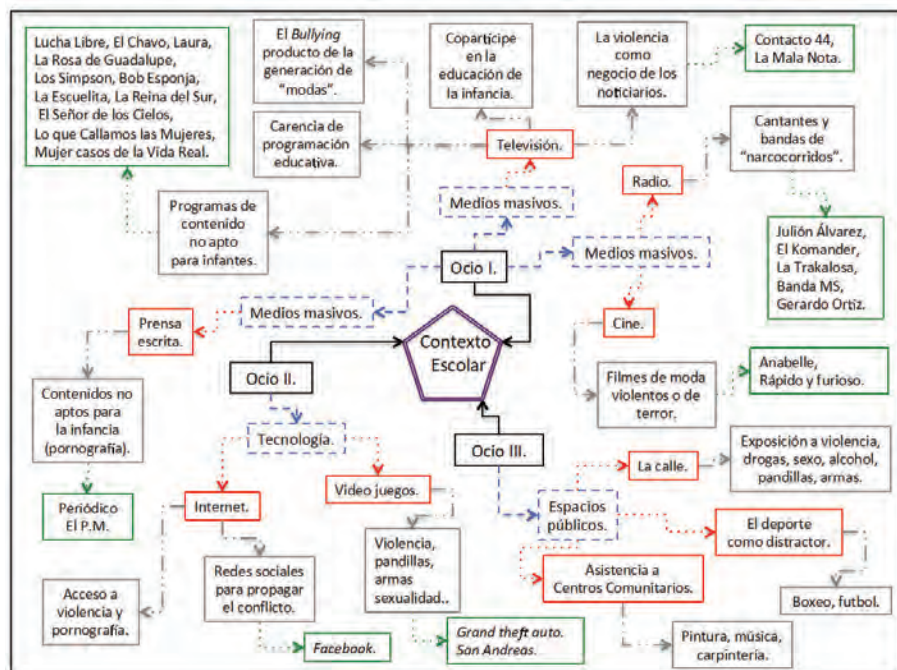 Lucha Libre, El Chavo, Laura,
La Rosa de Guadalupe,
Los Simpson, Bob Esponja,
La Escuelita, La Reina del Sur,
El Señor de los Cielos,
Lo que Callamos las Mujeres,
Mujer casos de la Vida Real.
El Bullying
producto de la
generación de
"modas".
Coparticipe
en la
educación de
la infancia.
La violencia
como
negocio de los
noticiarios.
Contacto 44,
La Mala Nota.
Carencia de
programación
educativa.
Televisión.
Cantantes
y bandas de
"narcocorridos".
Radio.
Programas de
contenido
no apto
para infantes.
Medios masivos.
Ocio I.
Medios masivos.
Julión Álvarez,
El Komander,
La Trakalosa,
Banda MS,
Gerardo Ortíz.
Medios masivos.
Prensa
escrita.
Contexto
Escolar
Cine.
Ocio II.
Contenidos no
aptos para
la infancia
(pornografía).
Filmes de moda
violentos o de
terror.
Anabelle,
Rápido y furioso.
Tecnología.
Ocio III.
La calle.
Exposición a violencia,
drogas, sexo, alcohol,
pandillas, armas.
Periódico
El P.M.
Internet.
Video juegos.
Espacios
públicos.
El deporte
como distractor.
Acceso a
violencia y
pornografía.
Redes sociales
para propagar
el conflicto.
Violencia,
pandillas,
armas
sexualidad..
Asistencia a
Centros Comunitarios.
Boxeo, futbol.
Facebook.
Grand theft auto.
San Andreas.
Pintura, música,
carpintería.